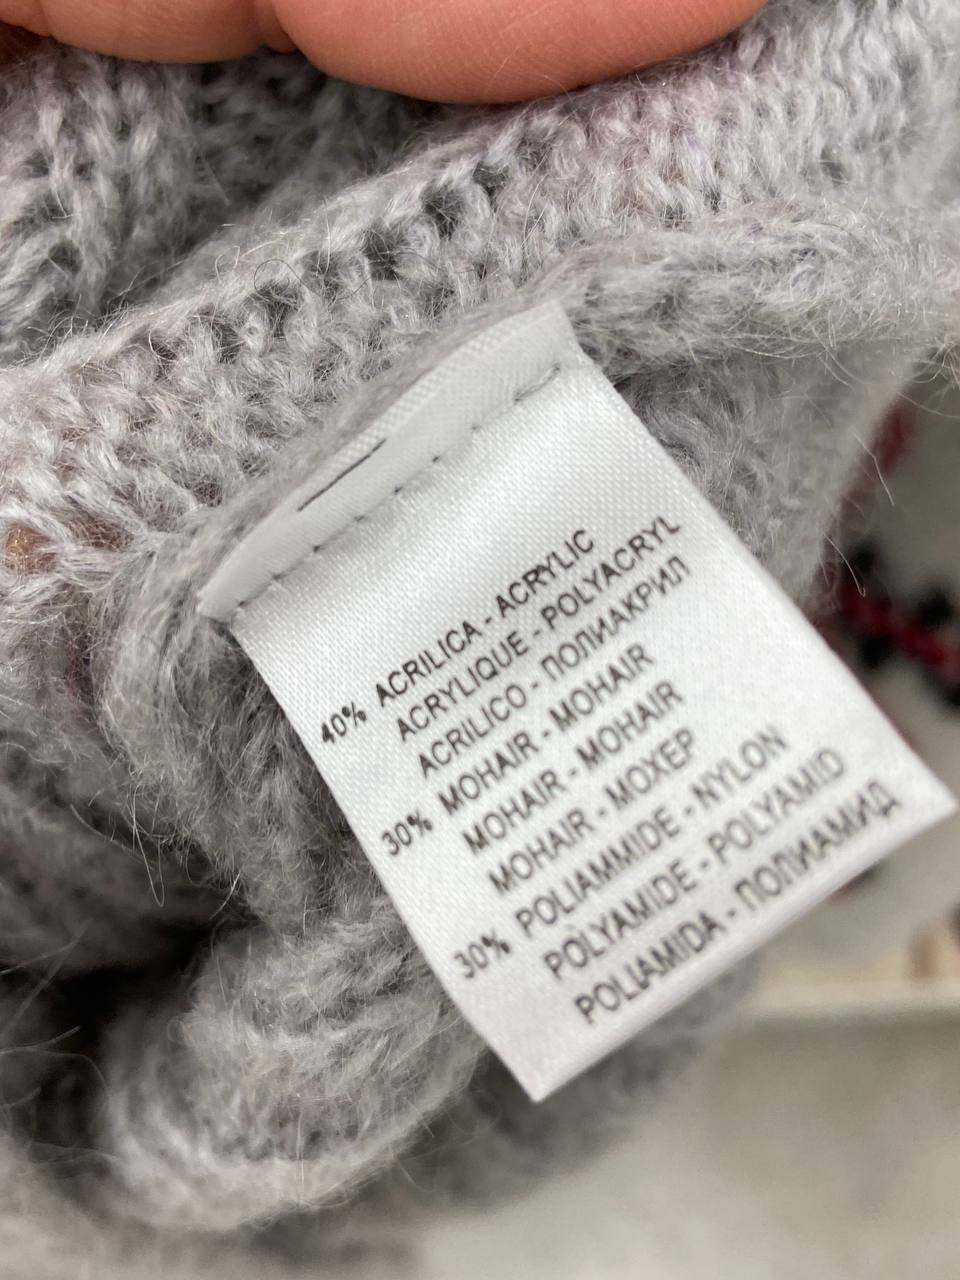 40% ACRILICA - ACRYLIC
ACRYLIQUE - POLYACRYL
ACRILICO - ПОЛИАКРИЛ
30% MOHAIR - MOHAIR
MOHAIR - MOHAIR
MOHAIR - МОХЕР
30% POLIAMMIDE - NYLON
POLYAMIDE - POLYAMID
POLIAMIDA - ПОЛИАМИД